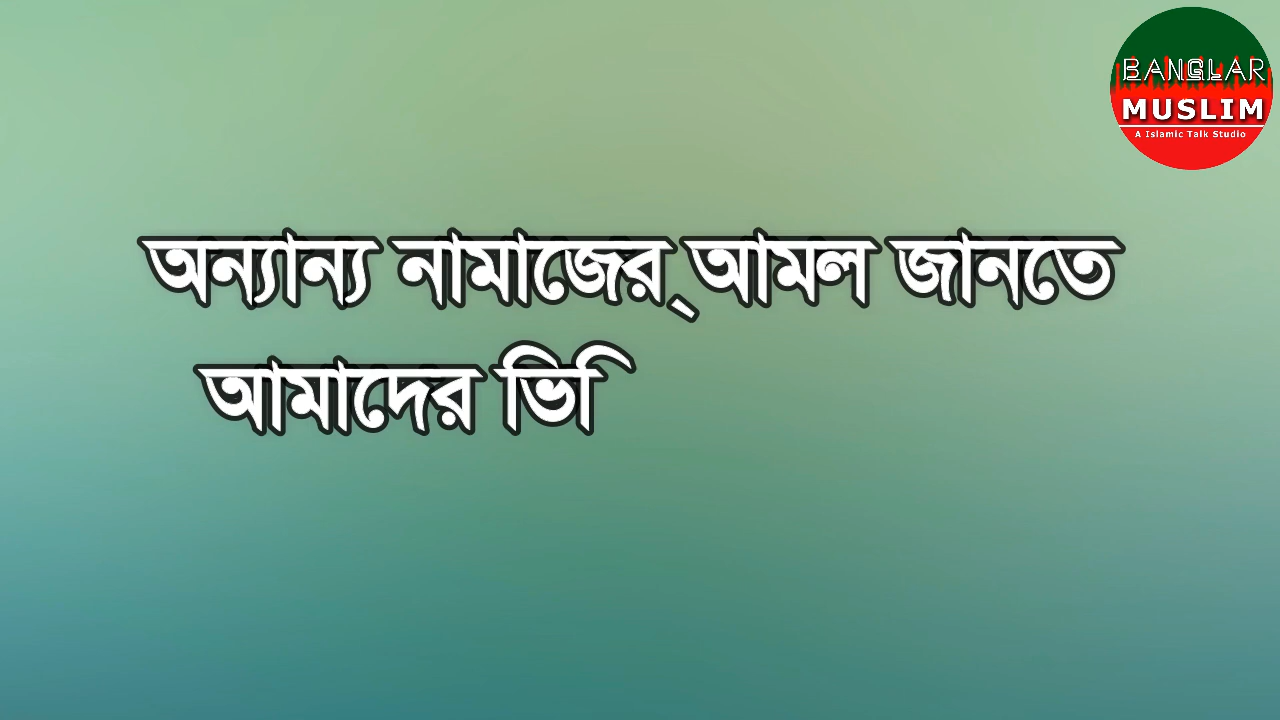 BANGLAR
MUSLIM
A Islamic Talk Studio
অন্যান্য নামাজের ্আমল জানতে
আমাদের ভিি